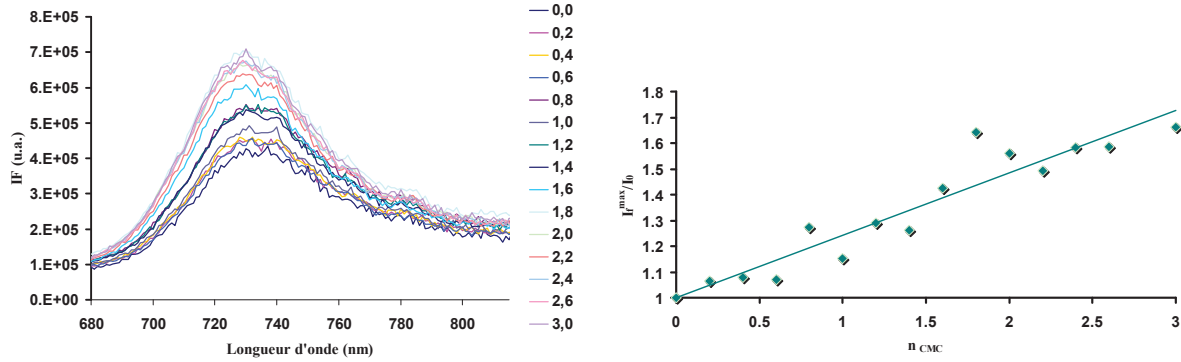 8.E+05
7.E+05
6.E+05
5.E+05
4.E+05
3.E+05
2.E+05
1.E+05
0.E+00
IF (u.a.)
680 700 720 740 760 780 800
Longueur d'onde (nm)
0,0
0,2
0,4
0,6
0,8
1,0
1,2
1,4
1,6
1,8
2,0
2,2
2,4
2,6
3,0
1.8
1.7
1.6
1.5
1.4
1.3
1.2
1.1
1
If max/I0
0 0.5 1 1.5 2 2.5 3
n CMC